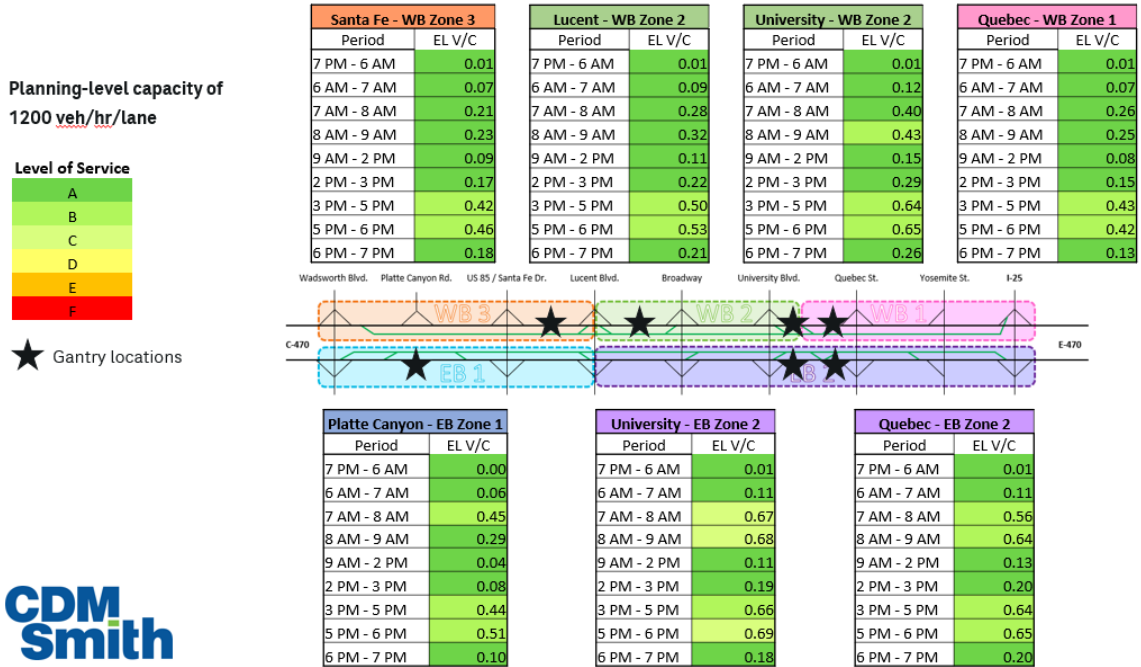 Planning-level capacity of
1200 veh/hr/lane
Level of Service
A
B
C
D
E
F
Gantry locations
Santa Fe - WB Zone 3
Period EL V/C
7 PM - 6 AM 0.01
6 AM - 7 AM 0.07
7 AM - 8 AM 0.21
8 AM - 9 AM 0.23
9 AM - 2 PM 0.09
2 PM - 3 PM 0.17
3 PM - 5 PM 0.42
5 PM - 6 PM 0.46
6 PM - 7 PM 0.18
Lucent - WB Zone 2
Period EL V/C
7 PM - 6 AM 0.01
6 AM - 7 AM 0.09
7 AM - 8 AM 0.28
8 AM - 9 AM 0.32
9 AM - 2 PM 0.11
2 PM - 3 PM 0.22
3 PM - 5 PM 0.50
5 PM - 6 PM 0.53
6 PM - 7 PM 0.21
University - WB Zone 2
Period EL V/C
7 PM - 6 AM 0.01
6 AM - 7 AM 0.12
7 AM - 8 AM 0.40
8 AM - 9 AM 0.43
9 AM - 2 PM 0.15
2 PM - 3 PM 0.29
3 PM - 5 PM 0.64
5 PM - 6 PM 0.65
6 PM - 7 PM 0.26
Quebec - WB Zone 1
Period EL V/C
7 PM - 6 AM 0.01
6 AM - 7 AM 0.07
7 AM - 8 AM 0.26
8 AM - 9 AM 0.25
9 AM - 2 PM 0.08
2 PM - 3 PM 0.15
3 PM - 5 PM 0.43
5 PM - 6 PM 0.42
6 PM - 7 PM 0.13
Wadsworth Blvd. Platte Canyon Rd. US 85 / Santa Fe Dr. Lucent Blvd. Broadway University Blvd. Quebec St. Yosemite St. I-25
WB 3 WB 2 WB 1
C-470 E-470
EB 1 EB 2
Platte Canyon - EB Zone 1
Period EL V/C
7 PM - 6 AM 0.00
6 AM - 7 AM 0.06
7 AM - 8 AM 0.45
8 AM - 9 AM 0.29
9 AM - 2 PM 0.04
2 PM - 3 PM 0.08
3 PM - 5 PM 0.44
5 PM - 6 PM 0.51
6 PM - 7 PM 0.10
University - EB Zone 2
Period EL V/C
7 PM - 6 AM 0.01
6 AM - 7 AM 0.11
7 AM - 8 AM 0.67
8 AM - 9 AM 0.68
9 AM - 2 PM 0.11
2 PM - 3 PM 0.19
3 PM - 5 PM 0.66
5 PM - 6 PM 0.69
6 PM - 7 PM 0.18
Quebec - EB Zone 2
Period EL V/C
7 PM - 6 AM 0.01
6 AM - 7 AM 0.11
7 AM - 8 AM 0.56
8 AM - 9 AM 0.64
9 AM - 2 PM 0.13
2 PM - 3 PM 0.20
3 PM - 5 PM 0.64
5 PM - 6 PM 0.65
6 PM - 7 PM 0.20
CDM
Smith